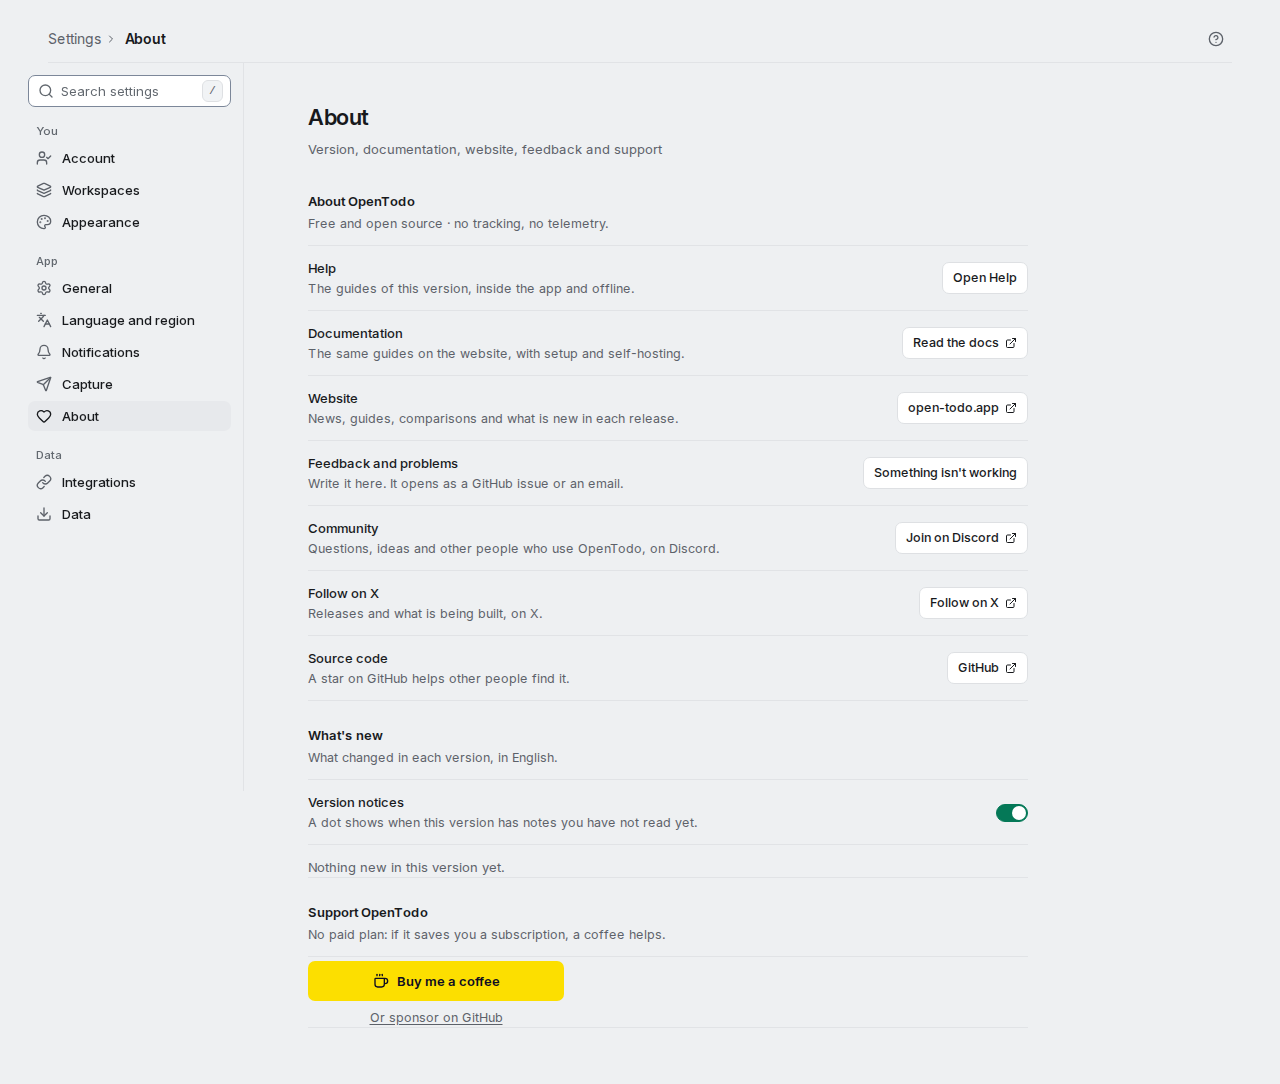 Settings > About
Search settings /
You
Account
Workspaces
Appearance
App
General
Language and region
Notifications
Capture
About
Data
Integrations
Data
About
Version, documentation, website, feedback and support
About OpenTodo
Free and open source · no tracking, no telemetry.
Help
The guides of this version, inside the app and offline.
Open Help
Documentation
The same guides on the website, with setup and self-hosting.
Read the docs
Website
News, guides, comparisons and what is new in each release.
open-todo.app
Feedback and problems
Write it here. It opens as a GitHub issue or an email.
Something isn't working
Community
Questions, ideas and other people who use OpenTodo, on Discord.
Join on Discord
Follow on X
Releases and what is being built, on X.
Follow on X
Source code
A star on GitHub helps other people find it.
GitHub
What's new
What changed in each version, in English.
Version notices
A dot shows when this version has notes you have not read yet.
Nothing new in this version yet.
Support OpenTodo
No paid plan: if it saves you a subscription, a coffee helps.
Buy me a coffee
Or sponsor on GitHub